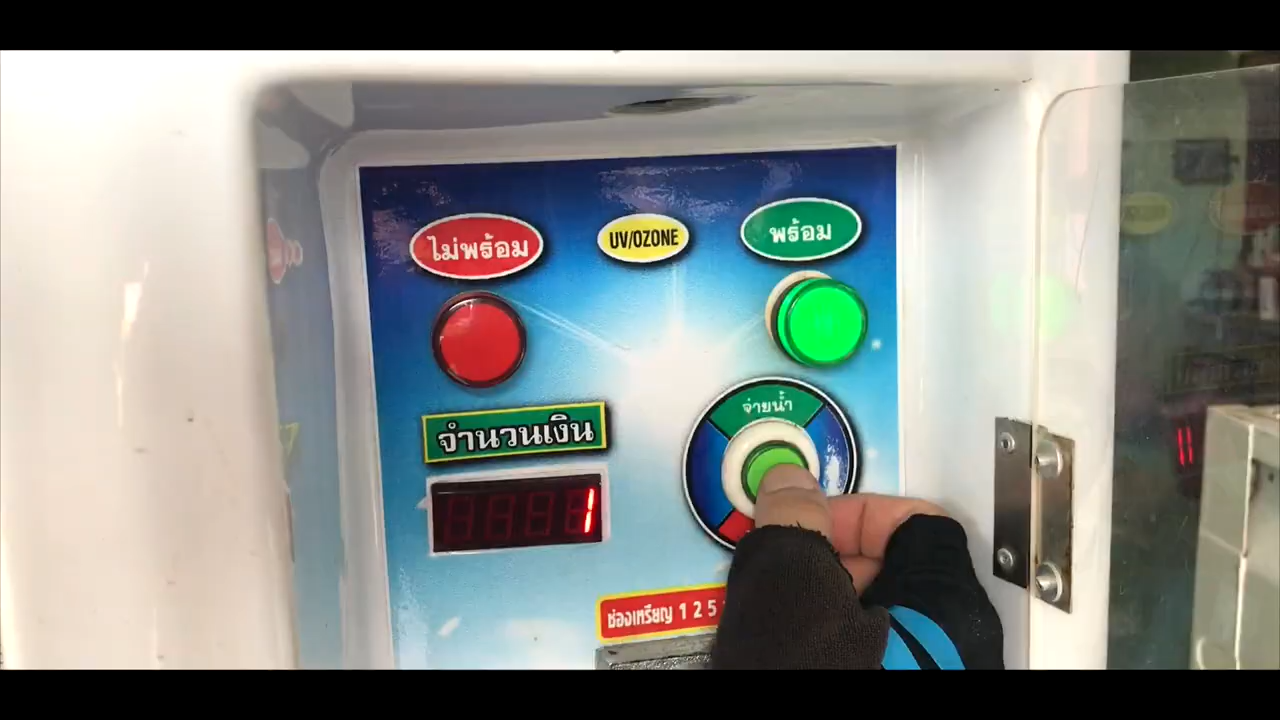 ไม่พร้อม
UV/OZONE
พร้อม
จ่ายน้ำ
จำนวนเงิน
1
ช่องเหรียญ 1 2 5